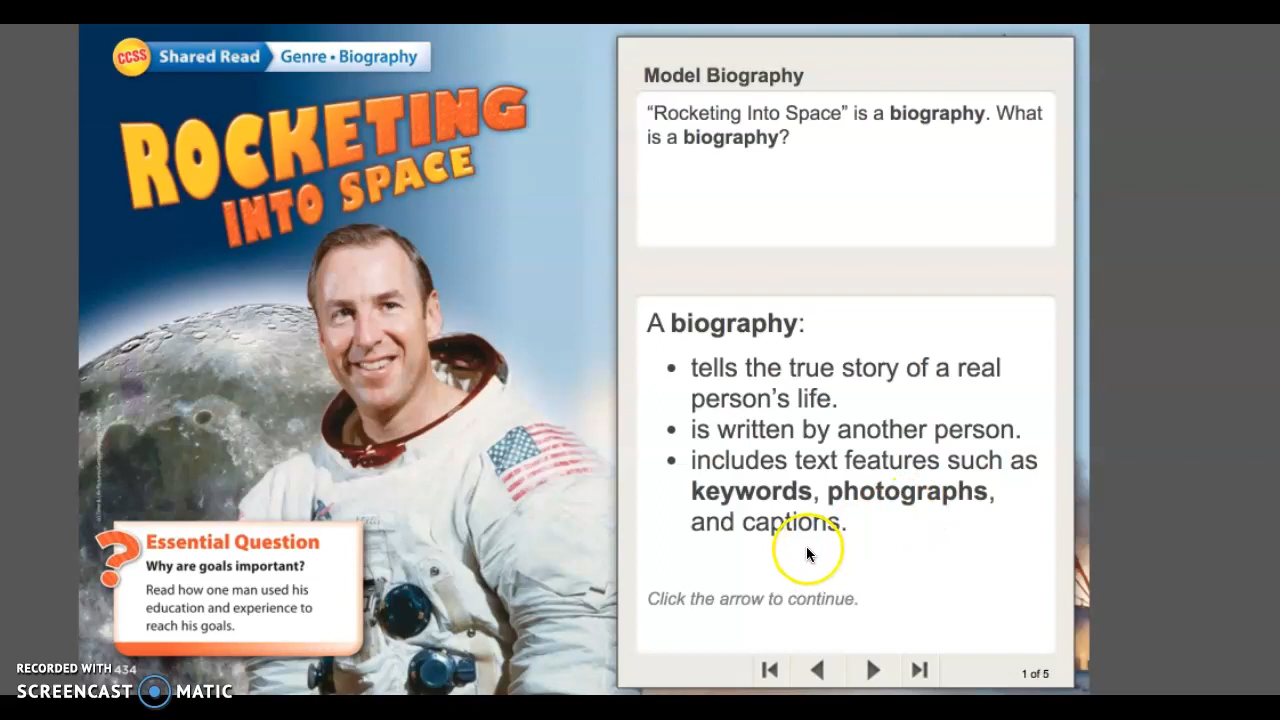 CCSS Shared Read Genre • Biography
ROCKETING
INTO SPACE
? Essential Question
Why are goals important?
Read how one man used his
education and experience to
reach his goals.
434
RECORDED WITH
SCREENCAST MATIC
Model Biography
“Rocketing Into Space” is a biography. What
is a biography?
A biography:
• tells the true story of a real
person’s life.
• is written by another person.
• includes text features such as
keywords, photographs,
and captions.
Click the arrow to continue.
1 of 5